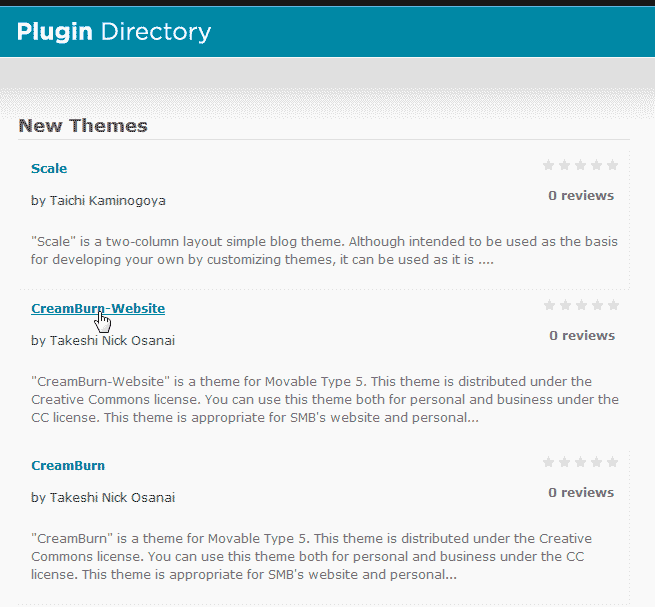 Plugin Directory
New Themes
Scale
by Taichi Kaminogoya
0 reviews
"Scale" is a two-column layout simple blog theme. Although intended to be used as the basis
for developing your own by customizing themes, it can be used as it is ....
CreamBurn-Website
by Takeshi Nick Osanai
0 reviews
"CreamBurn-Website" is a theme for Movable Type 5. This theme is distributed under the
Creative Commons license. You can use this theme both for personal and business under the
CC license. This theme is appropriate for SMB's website and personal...
CreamBurn
by Takeshi Nick Osanai
0 reviews
"CreamBurn" is a theme for Movable Type 5. This theme is distributed under the Creative
Commons license. You can use this theme both for personal and business under the CC
license. This theme is appropriate for SMB's website and personal...